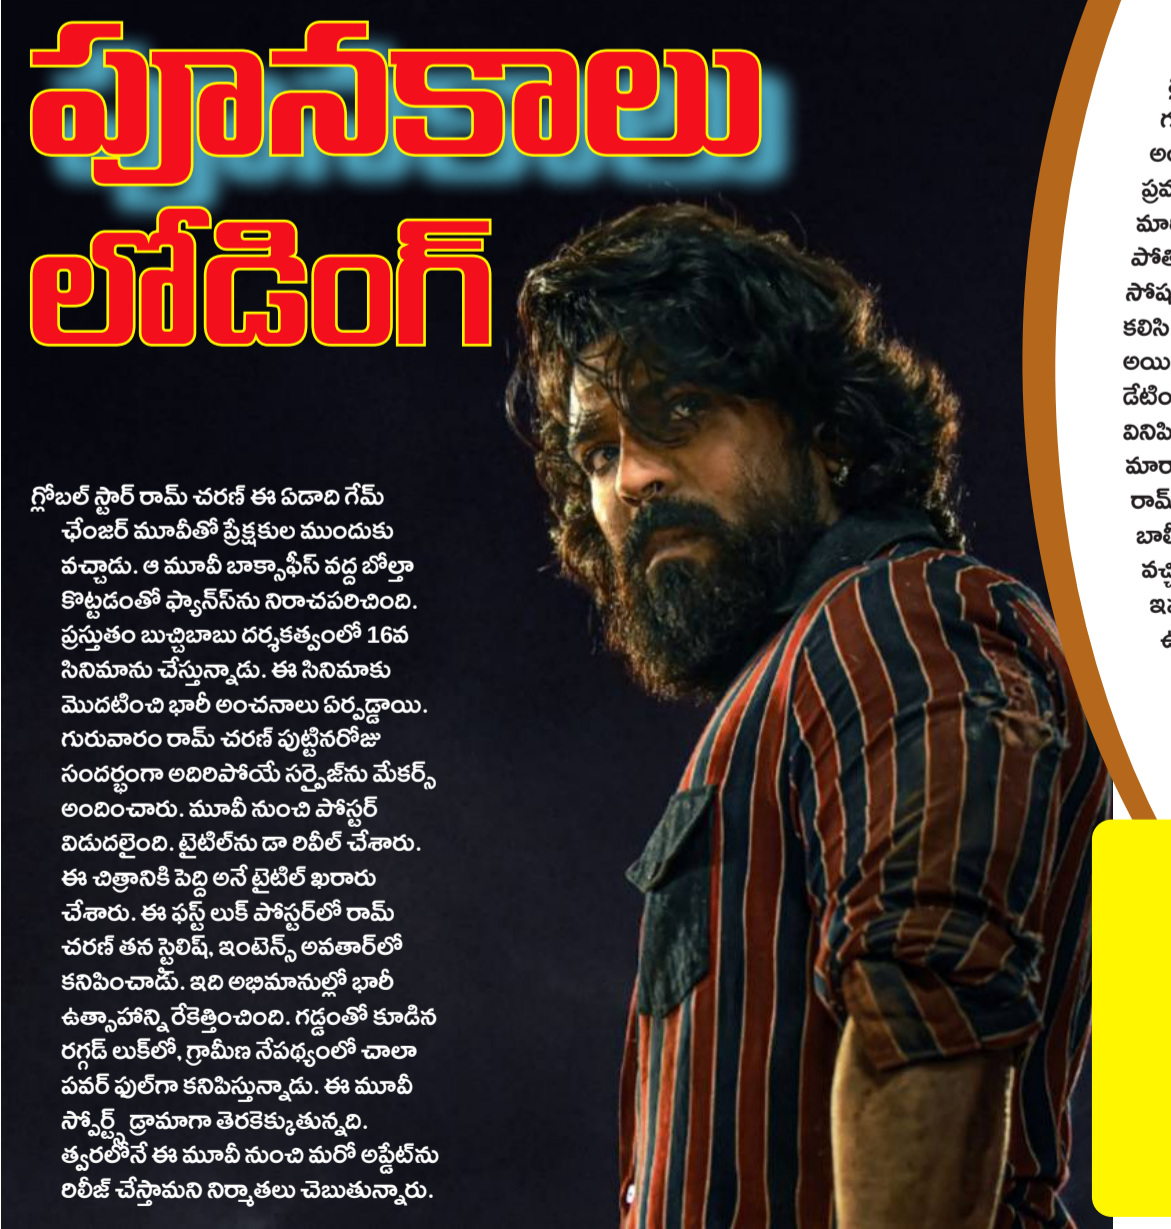 పూనకాలు
లోడింగ్
గ్లోబల్ స్టార్ రామ్ చరణ్ ఈ ఏడాది గేమ్
ఛేంజర్ మూవీతో ప్రేక్షకుల ముందుకు
వచ్చాడు. ఆ మూవీ బాక్సాఫీస్ వద్ద బోల్తా
కొట్టడంతో ఫ్యాన్స్‌ను నిరాచపరిచింది.
ప్రస్తుతం బుచ్చిబాబు దర్శకత్వంలో 16వ
సినిమాను చేస్తున్నాడు. ఈ సినిమాకు
మొదటించి భారీ అంచనాలు ఏర్పడ్డాయి.
గురువారం రామ్ చరణ్ పుట్టినరోజు
సందర్భంగా అదిరిపోయే సర్ప్రైజ్‌ను మేకర్స్
అందించారు. మూవీ నుంచి పోస్టర్
విడుదలైంది. టైటిల్‌ను డా రివీల్ చేశారు.
ఈ చిత్రానికి పెద్ది అనే టైటిల్ ఖరారు
చేశారు. ఈ ఫస్ట్ లుక్ పోస్టర్‌లో రామ్
చరణ్ తన స్టైలిష్, ఇంటెన్స్ అవతార్‌లో
కనిపించాడు. ఇది అభిమానుల్లో భారీ
ఉత్సాహాన్ని రేకెత్తించింది. గడ్డంతో కూడిన
రగ్గడ్ లుక్‌లో, గ్రామీణ నేపథ్యంలో చాలా
పవర్ ఫుల్‌గా కనిపిస్తున్నాడు. ఈ మూవీ
స్పోర్ట్స్ డ్రామాగా తెరకెక్కుతున్నది.
త్వరలోనే ఈ మూవీ నుంచి మరో అప్డేట్‌ను
రిలీజ్ చేస్తామని నిర్మాతలు చెబుతున్నారు.
కలిసి
రామ్